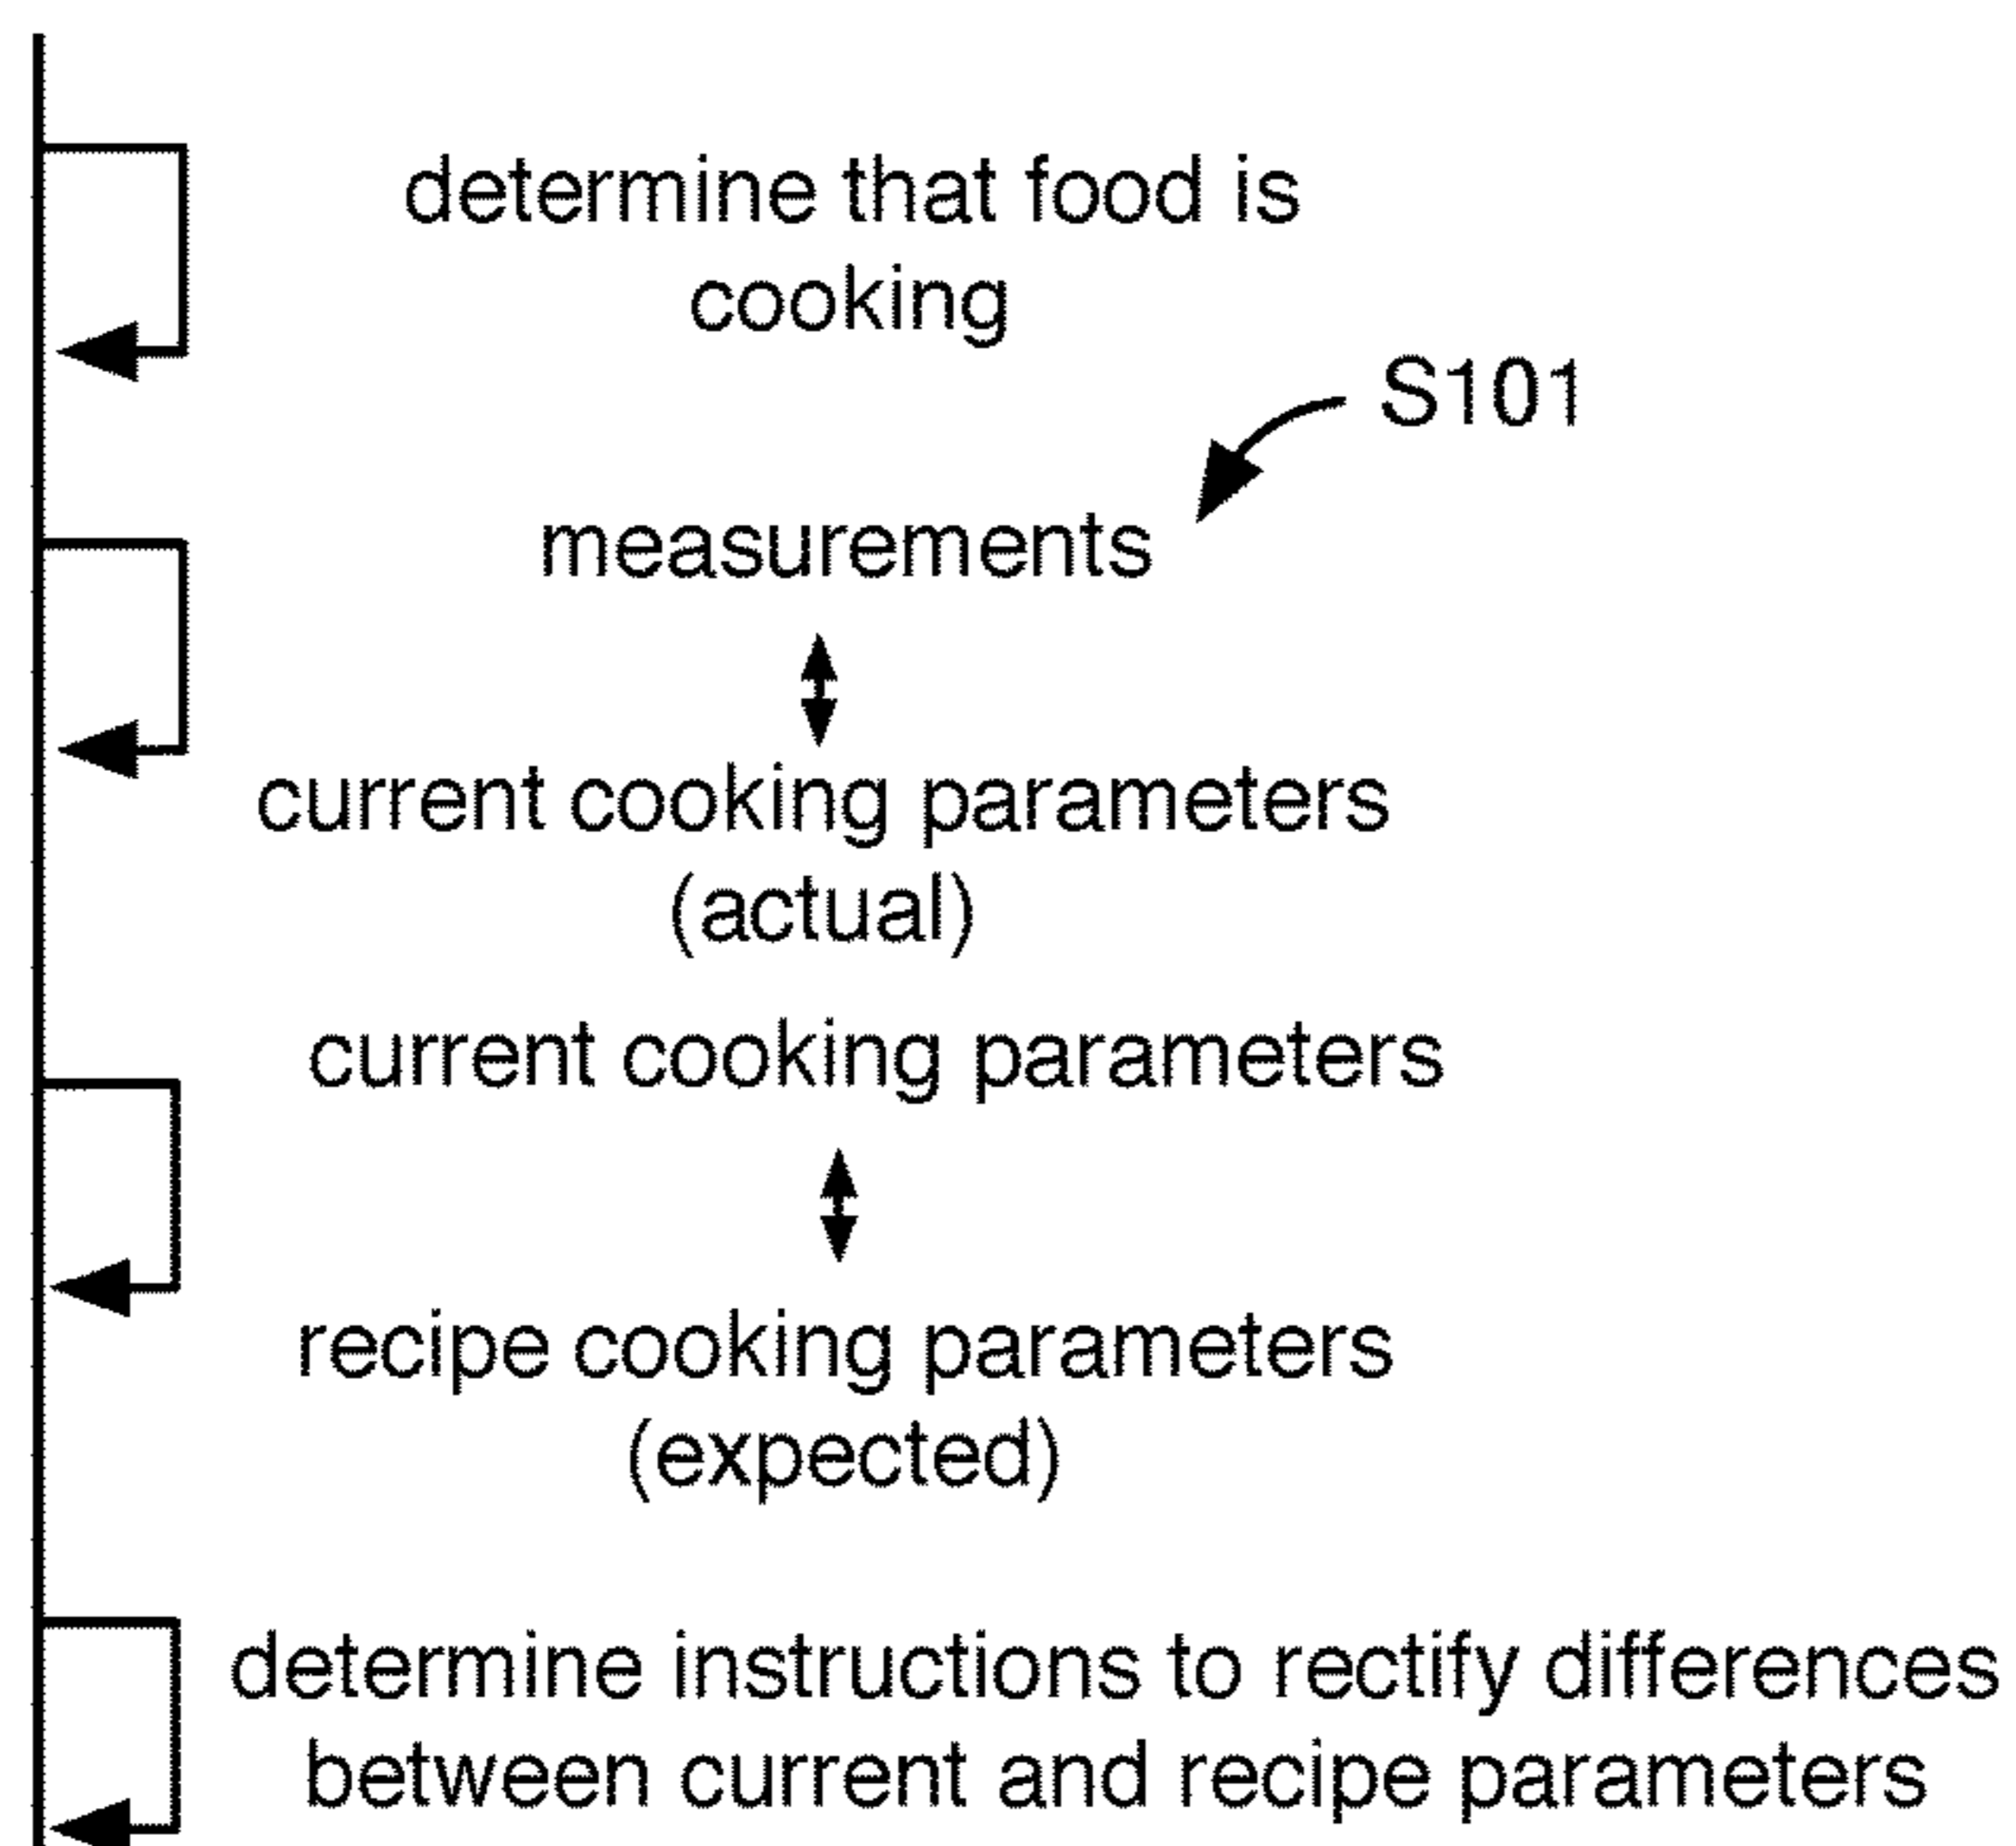 determine that food is
cooking
S101
measurements
current cooking parameters
(actual)
current cooking parameters
recipe cooking parameters
(expected)
determine instructions to rectify differences
between current and recipe parameters